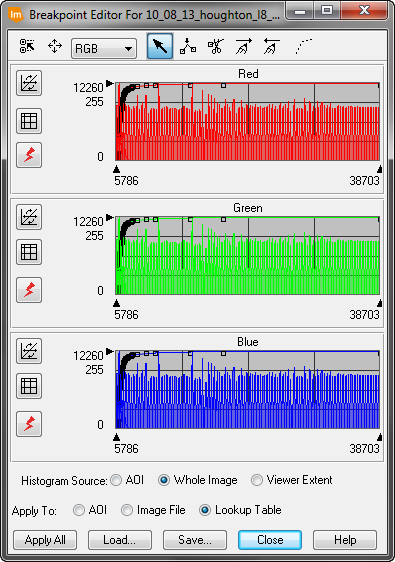 Im Breakpoint Editor For 10_08_13_houghton_l8_...
RGB
Red
12260
255
0
5786 38703
Green
12260
255
0
5786 38703
Blue
12260
255
0
5786 38703
Histogram Source: AOI Whole Image Viewer Extent
Apply To: AOI Image File Lookup Table
Apply All Load... Save... Close Help